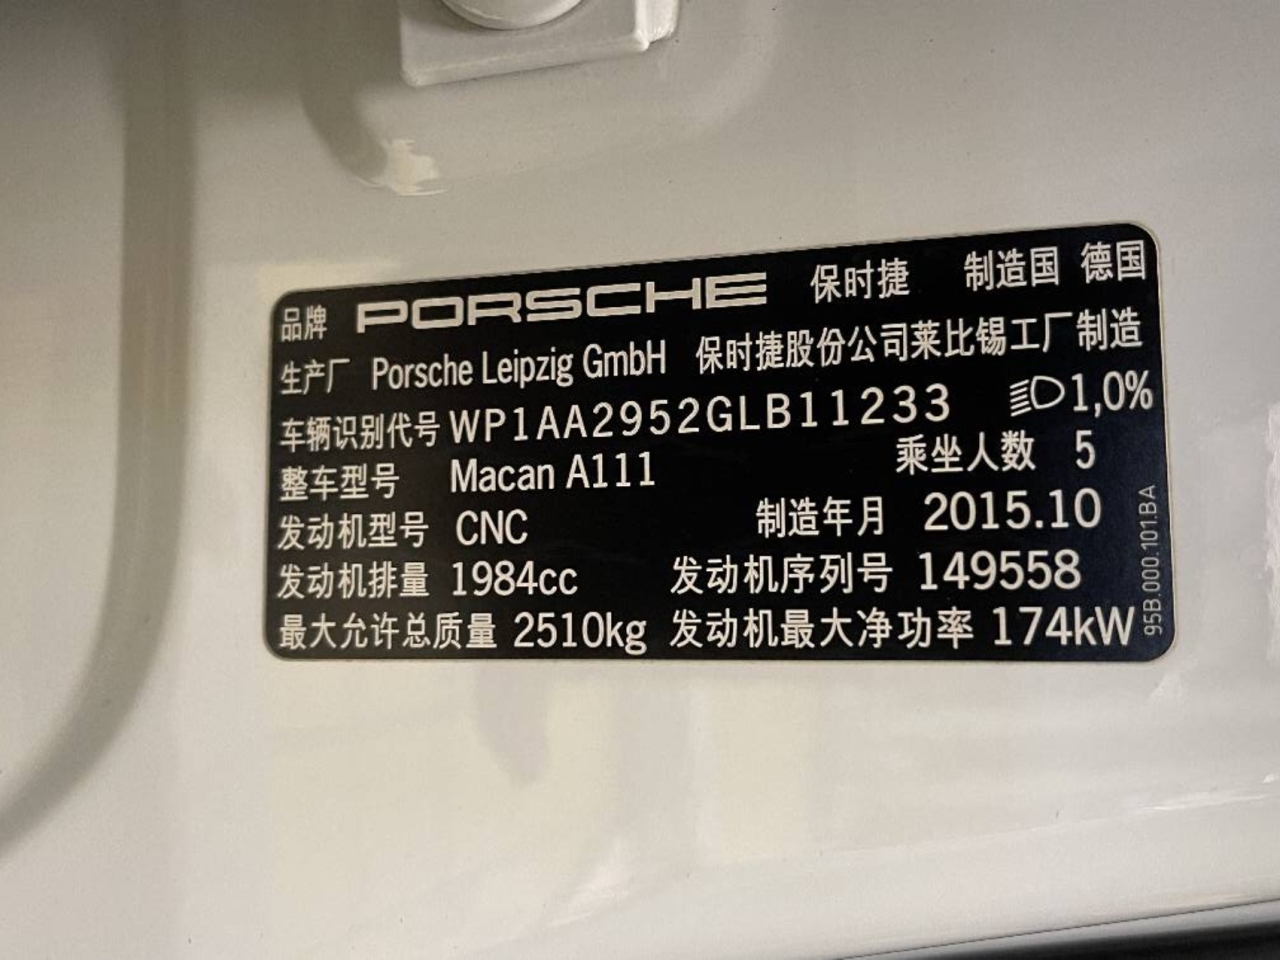 品牌 PORSCHE 保时捷 制造国 德国
生产厂 Porsche Leipzig GmbH 保时捷股份公司莱比锡工厂制造
车辆识别代号 WP1AA2952GLB11233 1,0%
整车型号 Macan A111 乘坐人数 5
发动机型号 CNC 制造年月 2015.10
发动机排量 1984cc 发动机序列号 149558
最大允许总质量 2510kg 发动机最大净功率 174kW
95B.000.101.BA